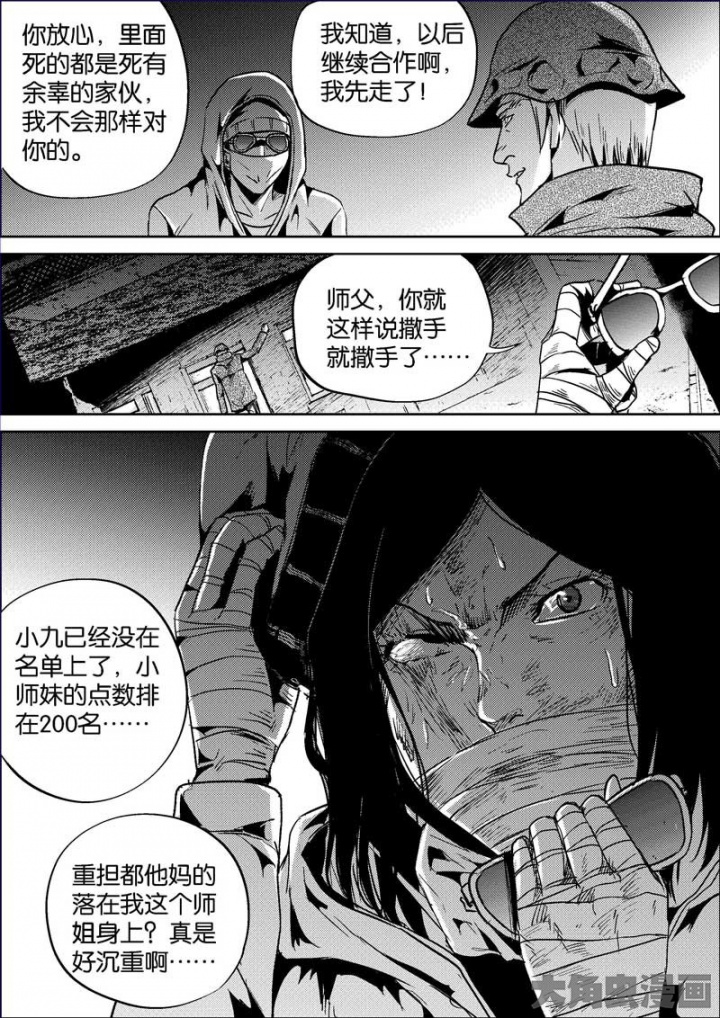 你放心，里面
死的都是死有
余辜的家伙，
我不会那样对
你的。
我知道，以后
继续合作啊，
我先走了！
师父，你就
这样说撒手
就撒手了……
小九已经没在
名单上了，小
师妹的点数排
在200名……
重担都他妈的
落在我这个师
姐身上？真是
好沉重啊……
大角虫漫画